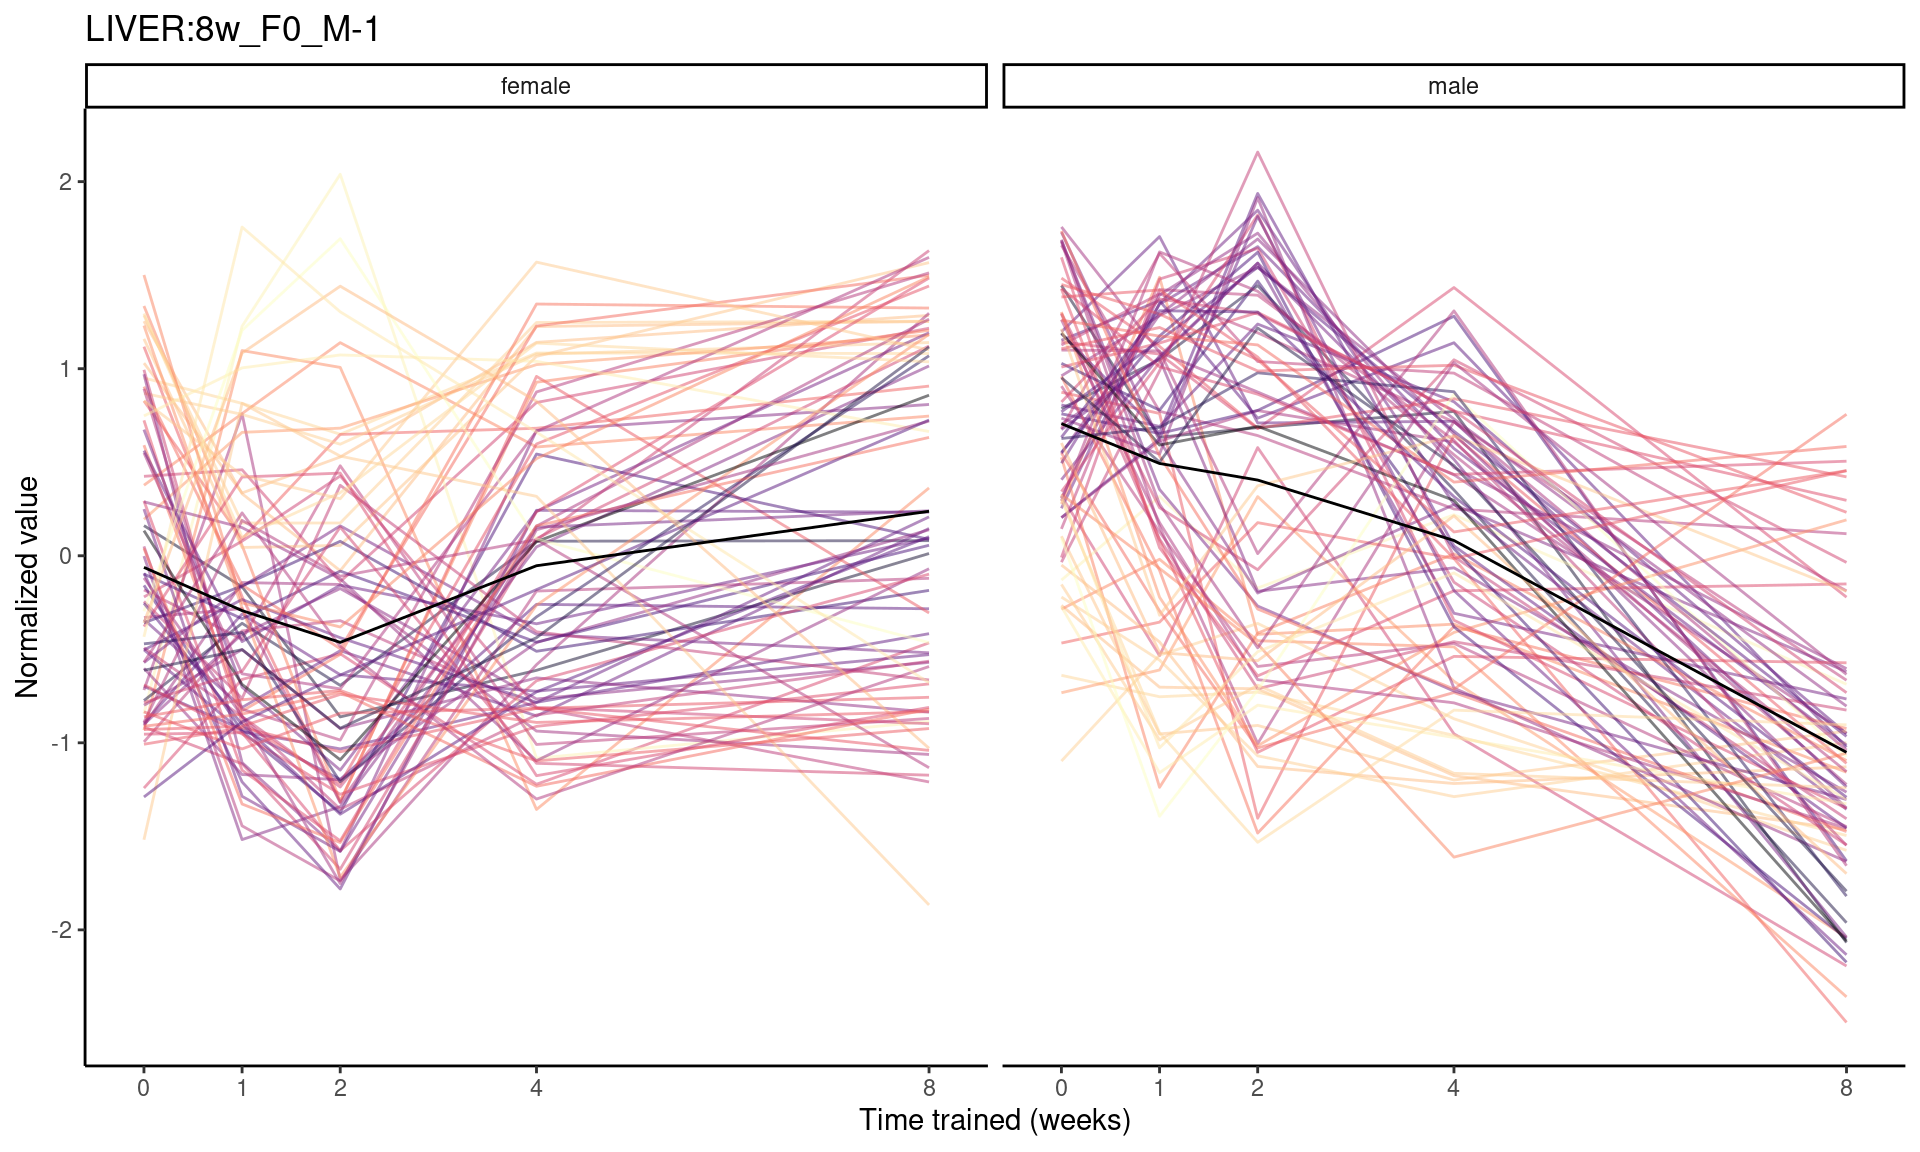 LIVER:8w_F0_M-1
female
male
Normalized value
2
1
0
-1
-2
0 1 2 4 8
0 1 2 4 8
Time trained (weeks)